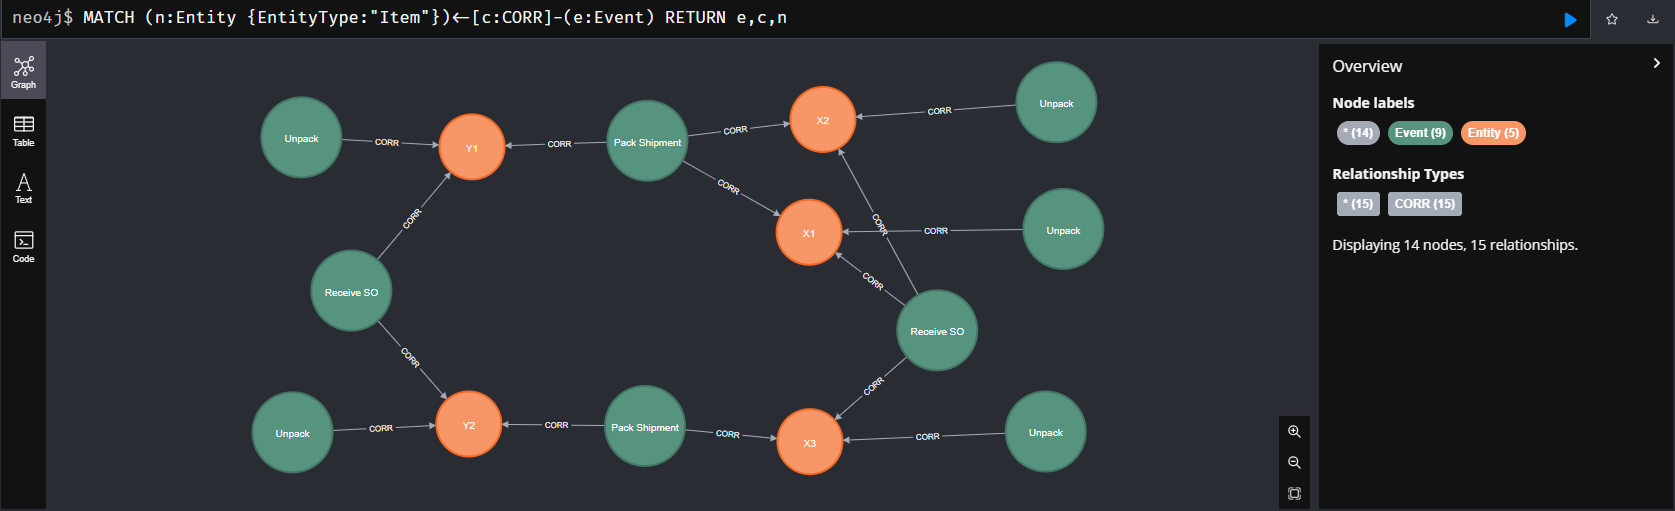 neo4j$ MATCH (n:Entity {EntityType:"Item"})<-[c:CORR]-(e:Event) RETURN e,c,n
Graph
Table
Text
Code
Unpack
CORR
Y1
CORR
Pack Shipment
CORR
X2
CORR
Unpack
CORR
X1
CORR
Unpack
CORR
CORR
CORR
Receive SO
Receive SO
CORR
CORR
Unpack
CORR
Y2
CORR
Pack Shipment
CORR
X3
CORR
Unpack
Overview
Node labels
* (14) Event (9) Entity (5)
Relationship Types
* (15) CORR (15)
Displaying 14 nodes, 15 relationships.